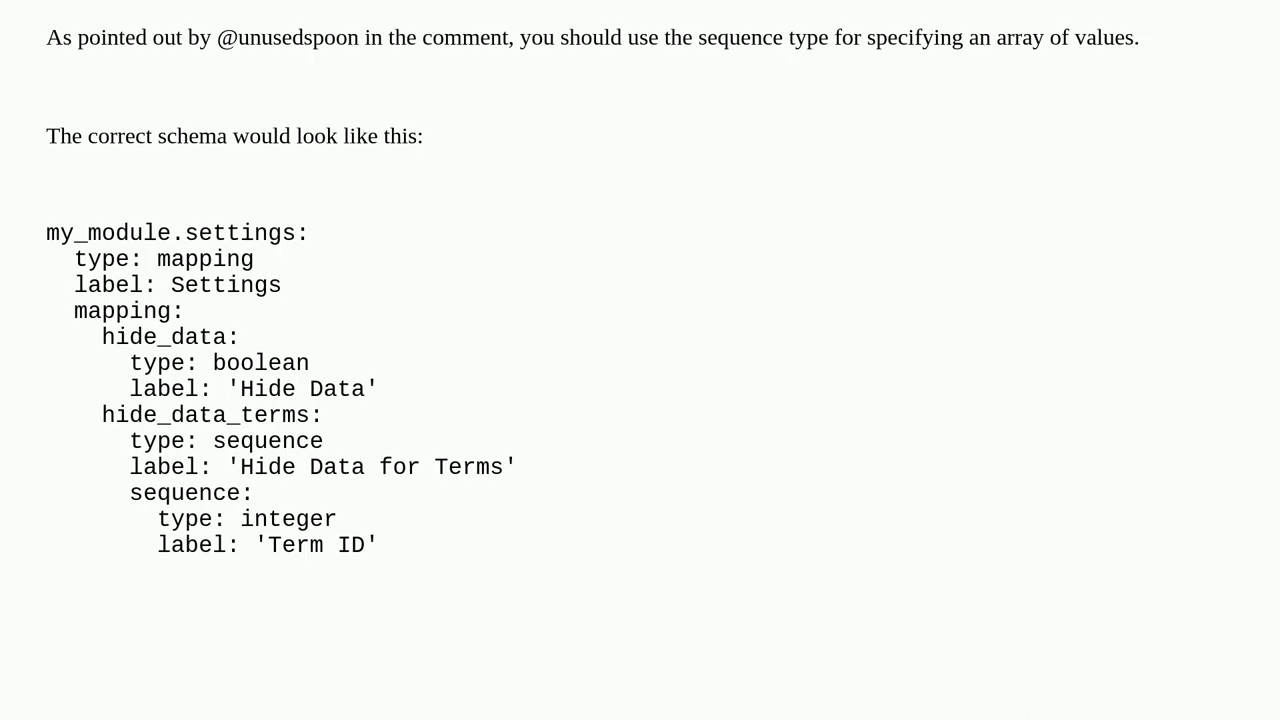 As pointed out by @unusedspoon in the comment, you should use the sequence type for specifying an array of values.
The correct schema would look like this:
my_module.settings:
  type: mapping
  label: Settings
  mapping:
    hide_data:
      type: boolean
      label: 'Hide Data'
    hide_data_terms:
      type: sequence
      label: 'Hide Data for Terms'
      sequence:
        type: integer
        label: 'Term ID'